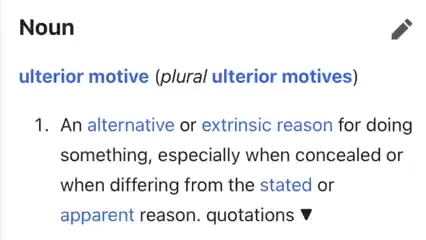 Noun
ulterior motive (plural ulterior motives)
1. An alternative or extrinsic reason for doing
something, especially when concealed or
when differing from the stated or
apparent reason. quotations ▼